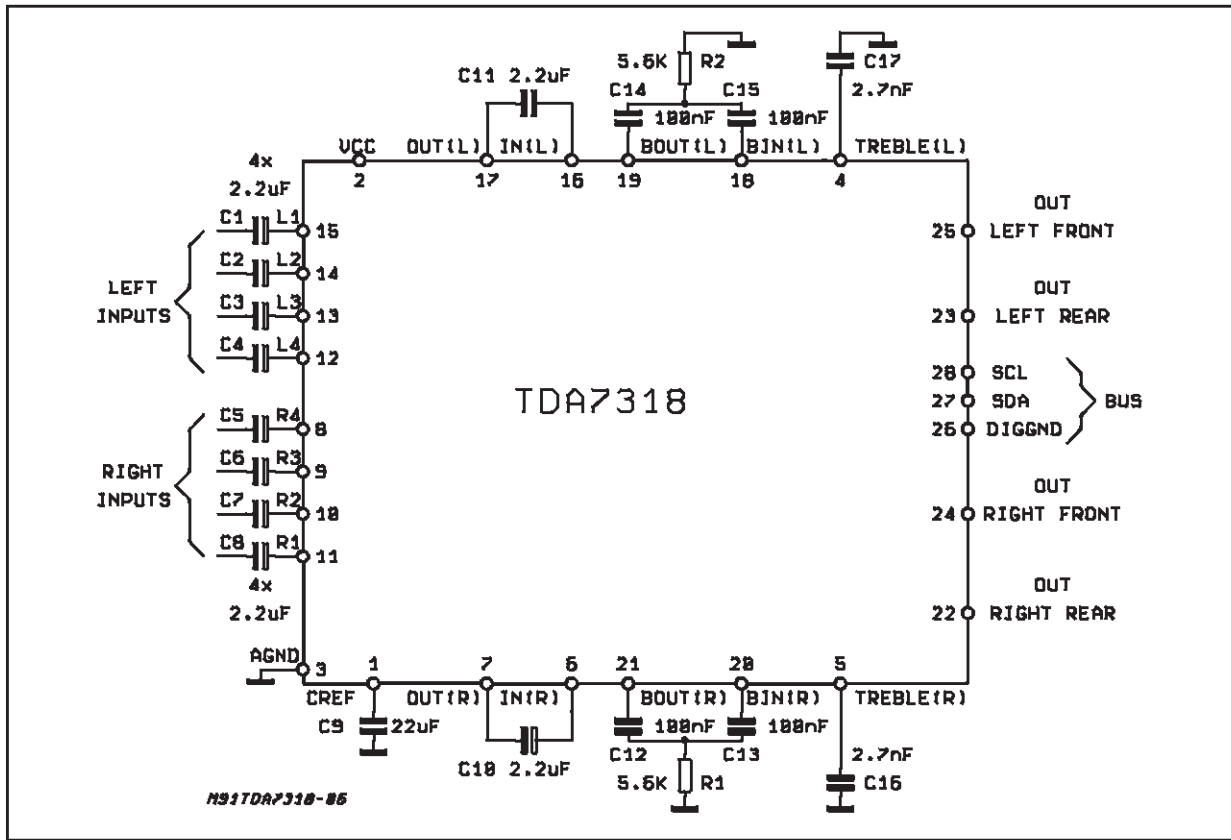 5.6K R2
C17
C11 2.2uF
C14 C15
2.7nF
100nF 100nF
4x
VCC OUT(L) IN(L) BOUT(L) BIN(L) TREBLE(L)
2.2uF
2 17 16 19 18 4
C1 L1 15
C2 L2 14
C3 L3 13
C4 L4 12
LEFT
INPUTS
C5 R4 8
C6 R3 9
C7 R2 10
C8 R1 11
RIGHT
INPUTS
4x
2.2uF
TDA7318
OUT
25 LEFT FRONT
OUT
23 LEFT REAR
28 SCL
27 SDA
26 DIGGND
BUS
OUT
24 RIGHT FRONT
OUT
22 RIGHT REAR
AGND
3 1 7 6 21 20 5
CREF OUT(R) IN(R) BOUT(R) BIN(R) TREBLE(R)
C9 22uF
100nF 100nF
C12 C13
2.7nF
C10 2.2uF
5.6K R1
C16
M91TDA7318-06